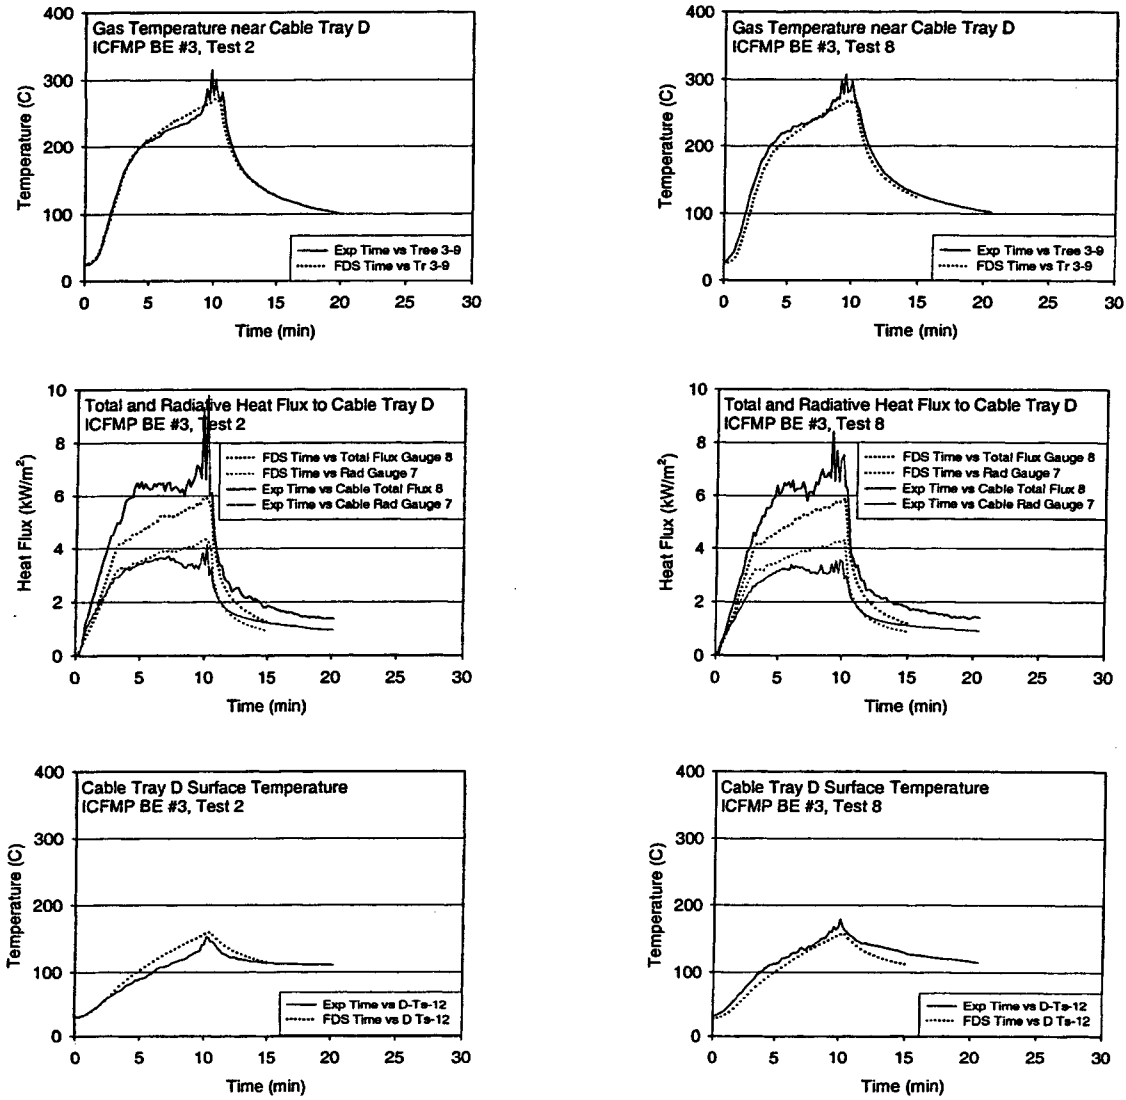 Gas Temperature near Cable Tray D
ICFMP BE #3, Test 2
Temperature (C)
400
300
200
100
0
Exp Time vs Tree 3-9
FDS Time vs Tr 3-9
0 5 10 15 20 25 30
Time (min)
Gas Temperature near Cable Tray D
ICFMP BE #3, Test 8
Temperature (C)
400
300
200
100
0
Exp Time vs Tree 3-9
FDS Time vs Tr 3-9
0 5 10 15 20 25 30
Time (min)
Total and Radiative Heat Flux to Cable Tray D
ICFMP BE #3, Test 2
Heat Flux (kW/m²)
10
8
6
4
2
0
FDS Time vs Total Flux Gauge 8
FDS Time vs Rad Gauge 7
Exp Time vs Cable Total Flux 8
Exp Time vs Cable Rad Gauge 7
0 5 10 15 20 25 30
Time (min)
Total and Radiative Heat Flux to Cable Tray D
ICFMP BE #3, Test 8
Heat Flux (kW/m²)
10
8
6
4
2
0
FDS Time vs Total Flux Gauge 8
FDS Time vs Rad Gauge 7
Exp Time vs Cable Total Flux 8
Exp Time vs Cable Rad Gauge 7
0 5 10 15 20 25 30
Time (min)
Cable Tray D Surface Temperature
ICFMP BE #3, Test 2
Temperature (C)
400
300
200
100
0
Exp Time vs D-Ts-12
FDS Time vs D Ts-12
0 5 10 15 20 25 30
Time (min)
Cable Tray D Surface Temperature
ICFMP BE #3, Test 8
Temperature (C)
400
300
200
100
0
Exp Time vs D-Ts-12
FDS Time vs D Ts-12
0 5 10 15 20 25 30
Time (min)